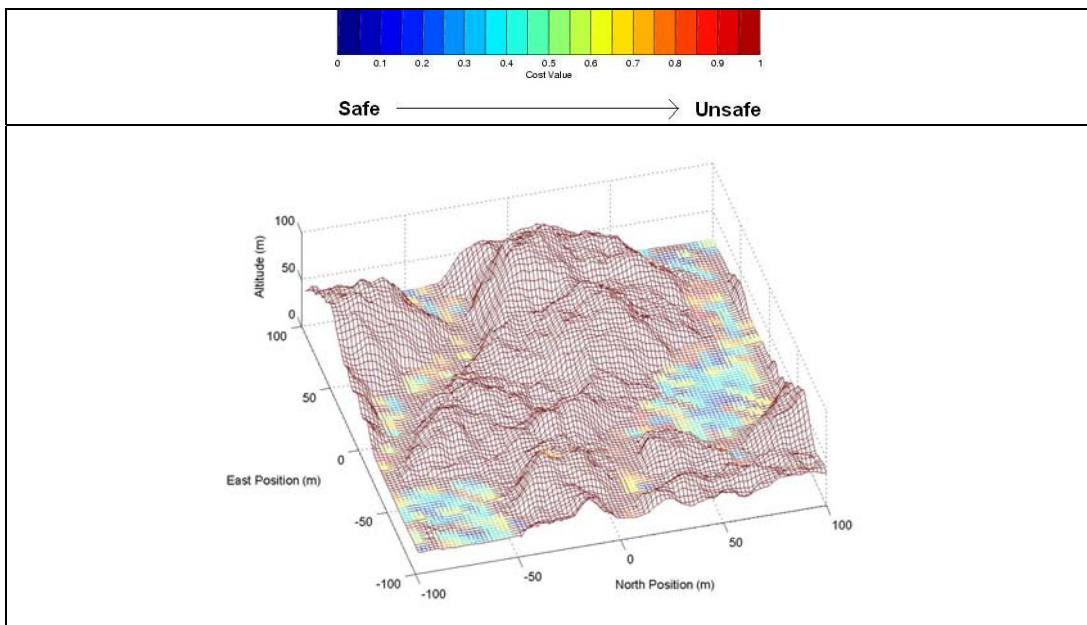 0 0.1 0.2 0.3 0.4 0.5 0.6 0.7 0.8 0.9 1
Cost Value
Safe Unsafe
100
50
0
Altitude (m)
100
50
0
-50
-100
East Position (m)
-100
-50
0
50
100
North Position (m)